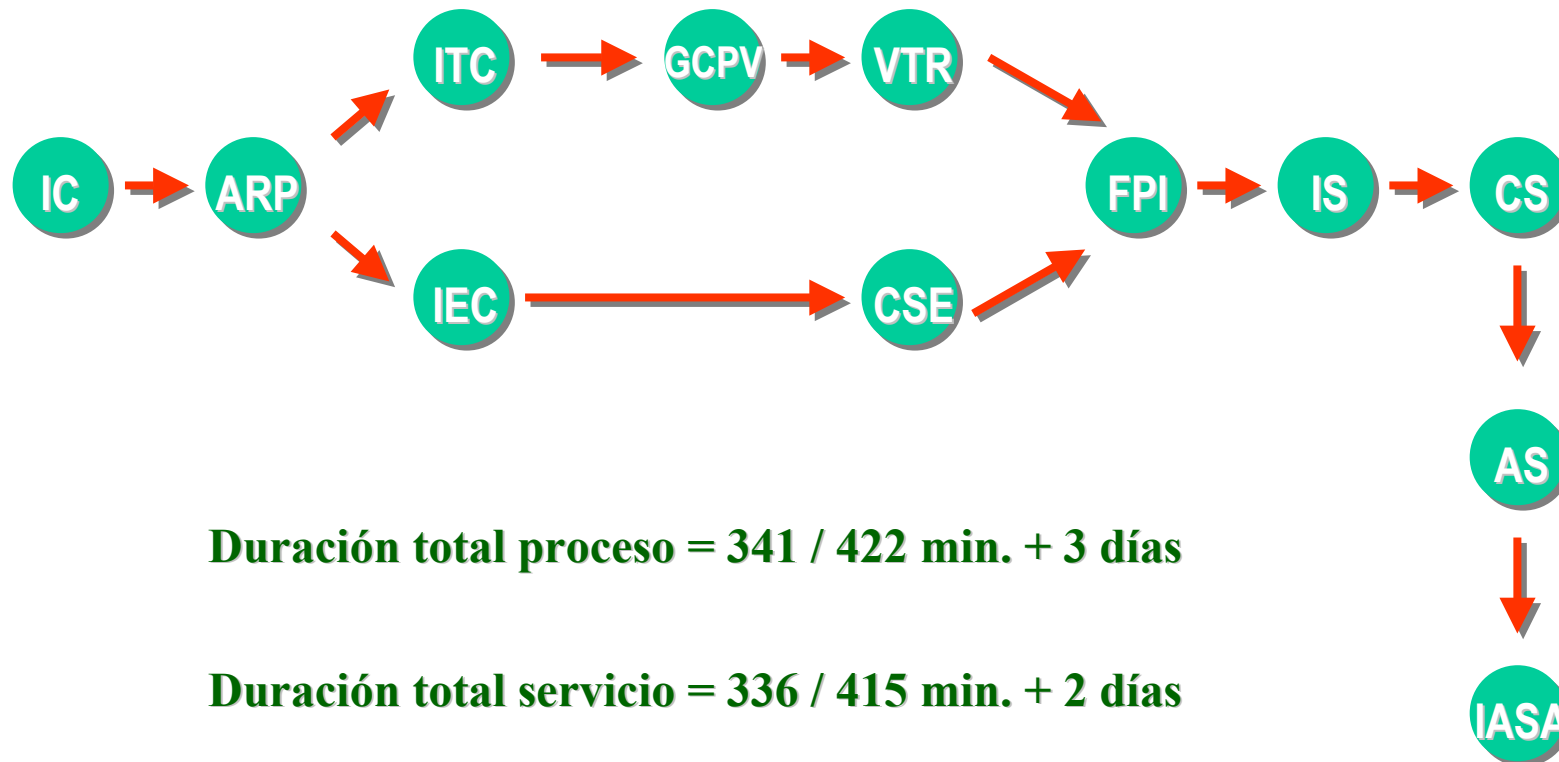 ITC
GCPV
VTR
IC
ARP
FPI
IS
CS
IEC
CSE
AS
Duración total proceso = 341 / 422 min. + 3 días
Duración total servicio = 336 / 415 min. + 2 días
IASA